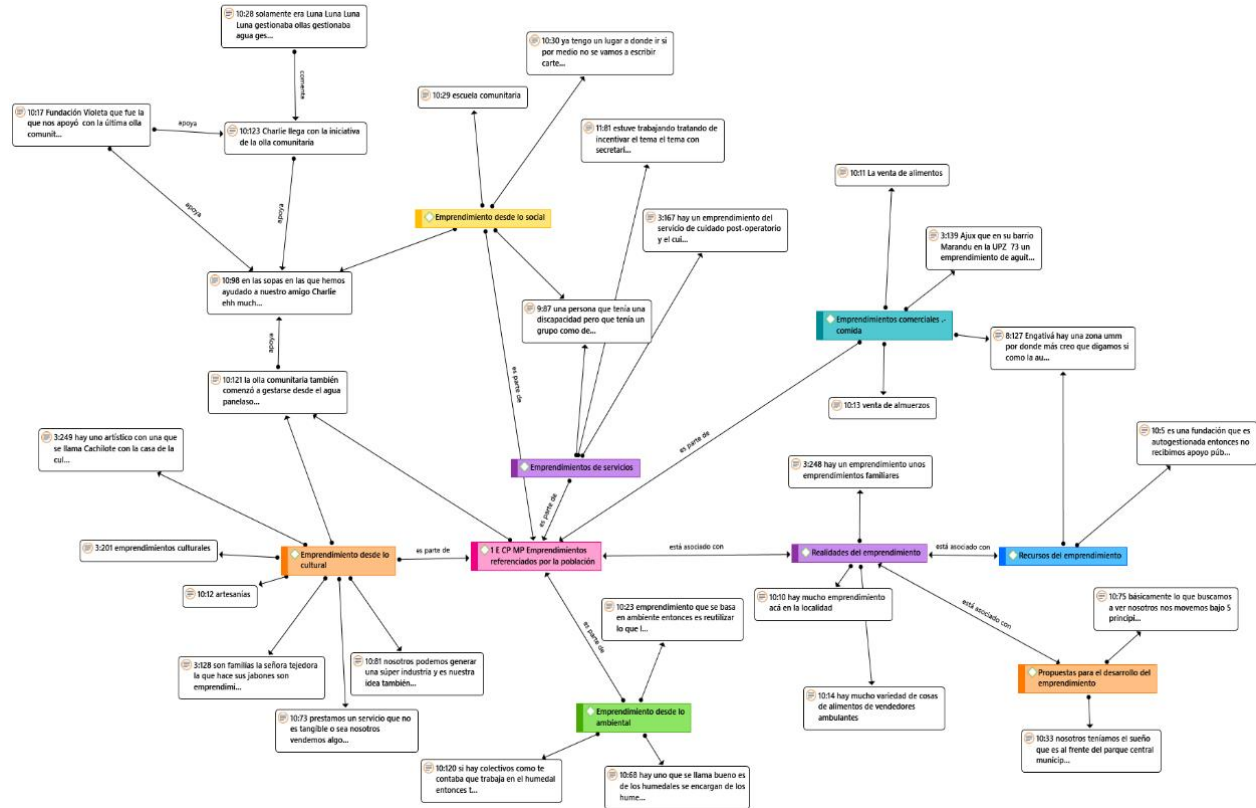 10:28 solamente era Luna Luna Luna
Luna gestionaba ollas gestionaba
agua ges...
comenta
10:17 Fundación Violeta que fue la
que nos apoyó con la última olla
comunit...
apoya
10:123 Charlie llega con la iniciativa
de la olla comunitaria
apoya
apoya
10:98 en las sopas en las que hemos
ayudado a nuestro amigo Charlie
ehh much...
apoya
10:121 la olla comunitaria también
comenzó a gestarse desde el agua
panelaso...
10:30 ya tengo un lugar a donde ir si
por medio no se vamos a escribir
carte...
10:29 escuela comunitaria
11:81 estuve trabajando tratando de
incentivar el tema el tema con
secretarí...
Emprendimiento desde lo social
3:167 hay un emprendimiento del
servicio de cuidado post-operatorio
y el cui...
9:87 una persona que tenía una
discapacidad pero que tenía un
grupo como de...
es parte de
Emprendimientos de servicios
es parte de
10:11 La venta de alimentos
3:139 Ajux que en su barrio
Marandu en la UPZ 73 un
emprendimiento de aguit...
Emprendimientos comerciales .-
comida
8:127 Engativá hay una zona umm
por donde más creo que digamos si
como la au...
10:13 venta de almuerzos
es parte de
10:5 es una fundación que es
autogestionada entonces no
recibimos apoyo púb...
3:248 hay un emprendimiento unos
emprendimientos familiares
3:249 hay uno artístico con una que
se llama Cachilote con la casa de la
cul...
3:201 emprendimientos culturales
Emprendimiento desde lo
cultural
es parte de
1 E CP MP Emprendimientos
referenciados por la población
está asociado con
Realidades del emprendimiento
está asociado con
Recursos del emprendimiento
10:12 artesanías
3:128 son familias la señora tejedora
la que hace sus jabones son
emprendimi...
10:81 nosotros podemos generar
una súper industria y es nuestra
idea también...
10:73 prestamos un servicio que no
es tangible o sea nosotros
vendemos algo...
es parte de
10:23 emprendimiento que se basa
en ambiente entonces es reutilizar
lo que l...
10:10 hay mucho emprendimiento
acá en la localidad
está asociado con
10:75 básicamente lo que buscamos
a ver nosotros nos movemos bajo 5
principi...
Propuestas para el desarrollo del
emprendimiento
10:14 hay mucho variedad de cosas
de alimentos de vendedores
ambulantes
10:33 nosotros teníamos el sueño
que es al frente del parque central
municip...
Emprendimiento desde lo
ambiental
10:120 si hay colectivos como te
contaba que trabaja en el humedal
entonces t...
10:68 hay uno que se llama bueno es
de los humedales se encargan de los
hume...